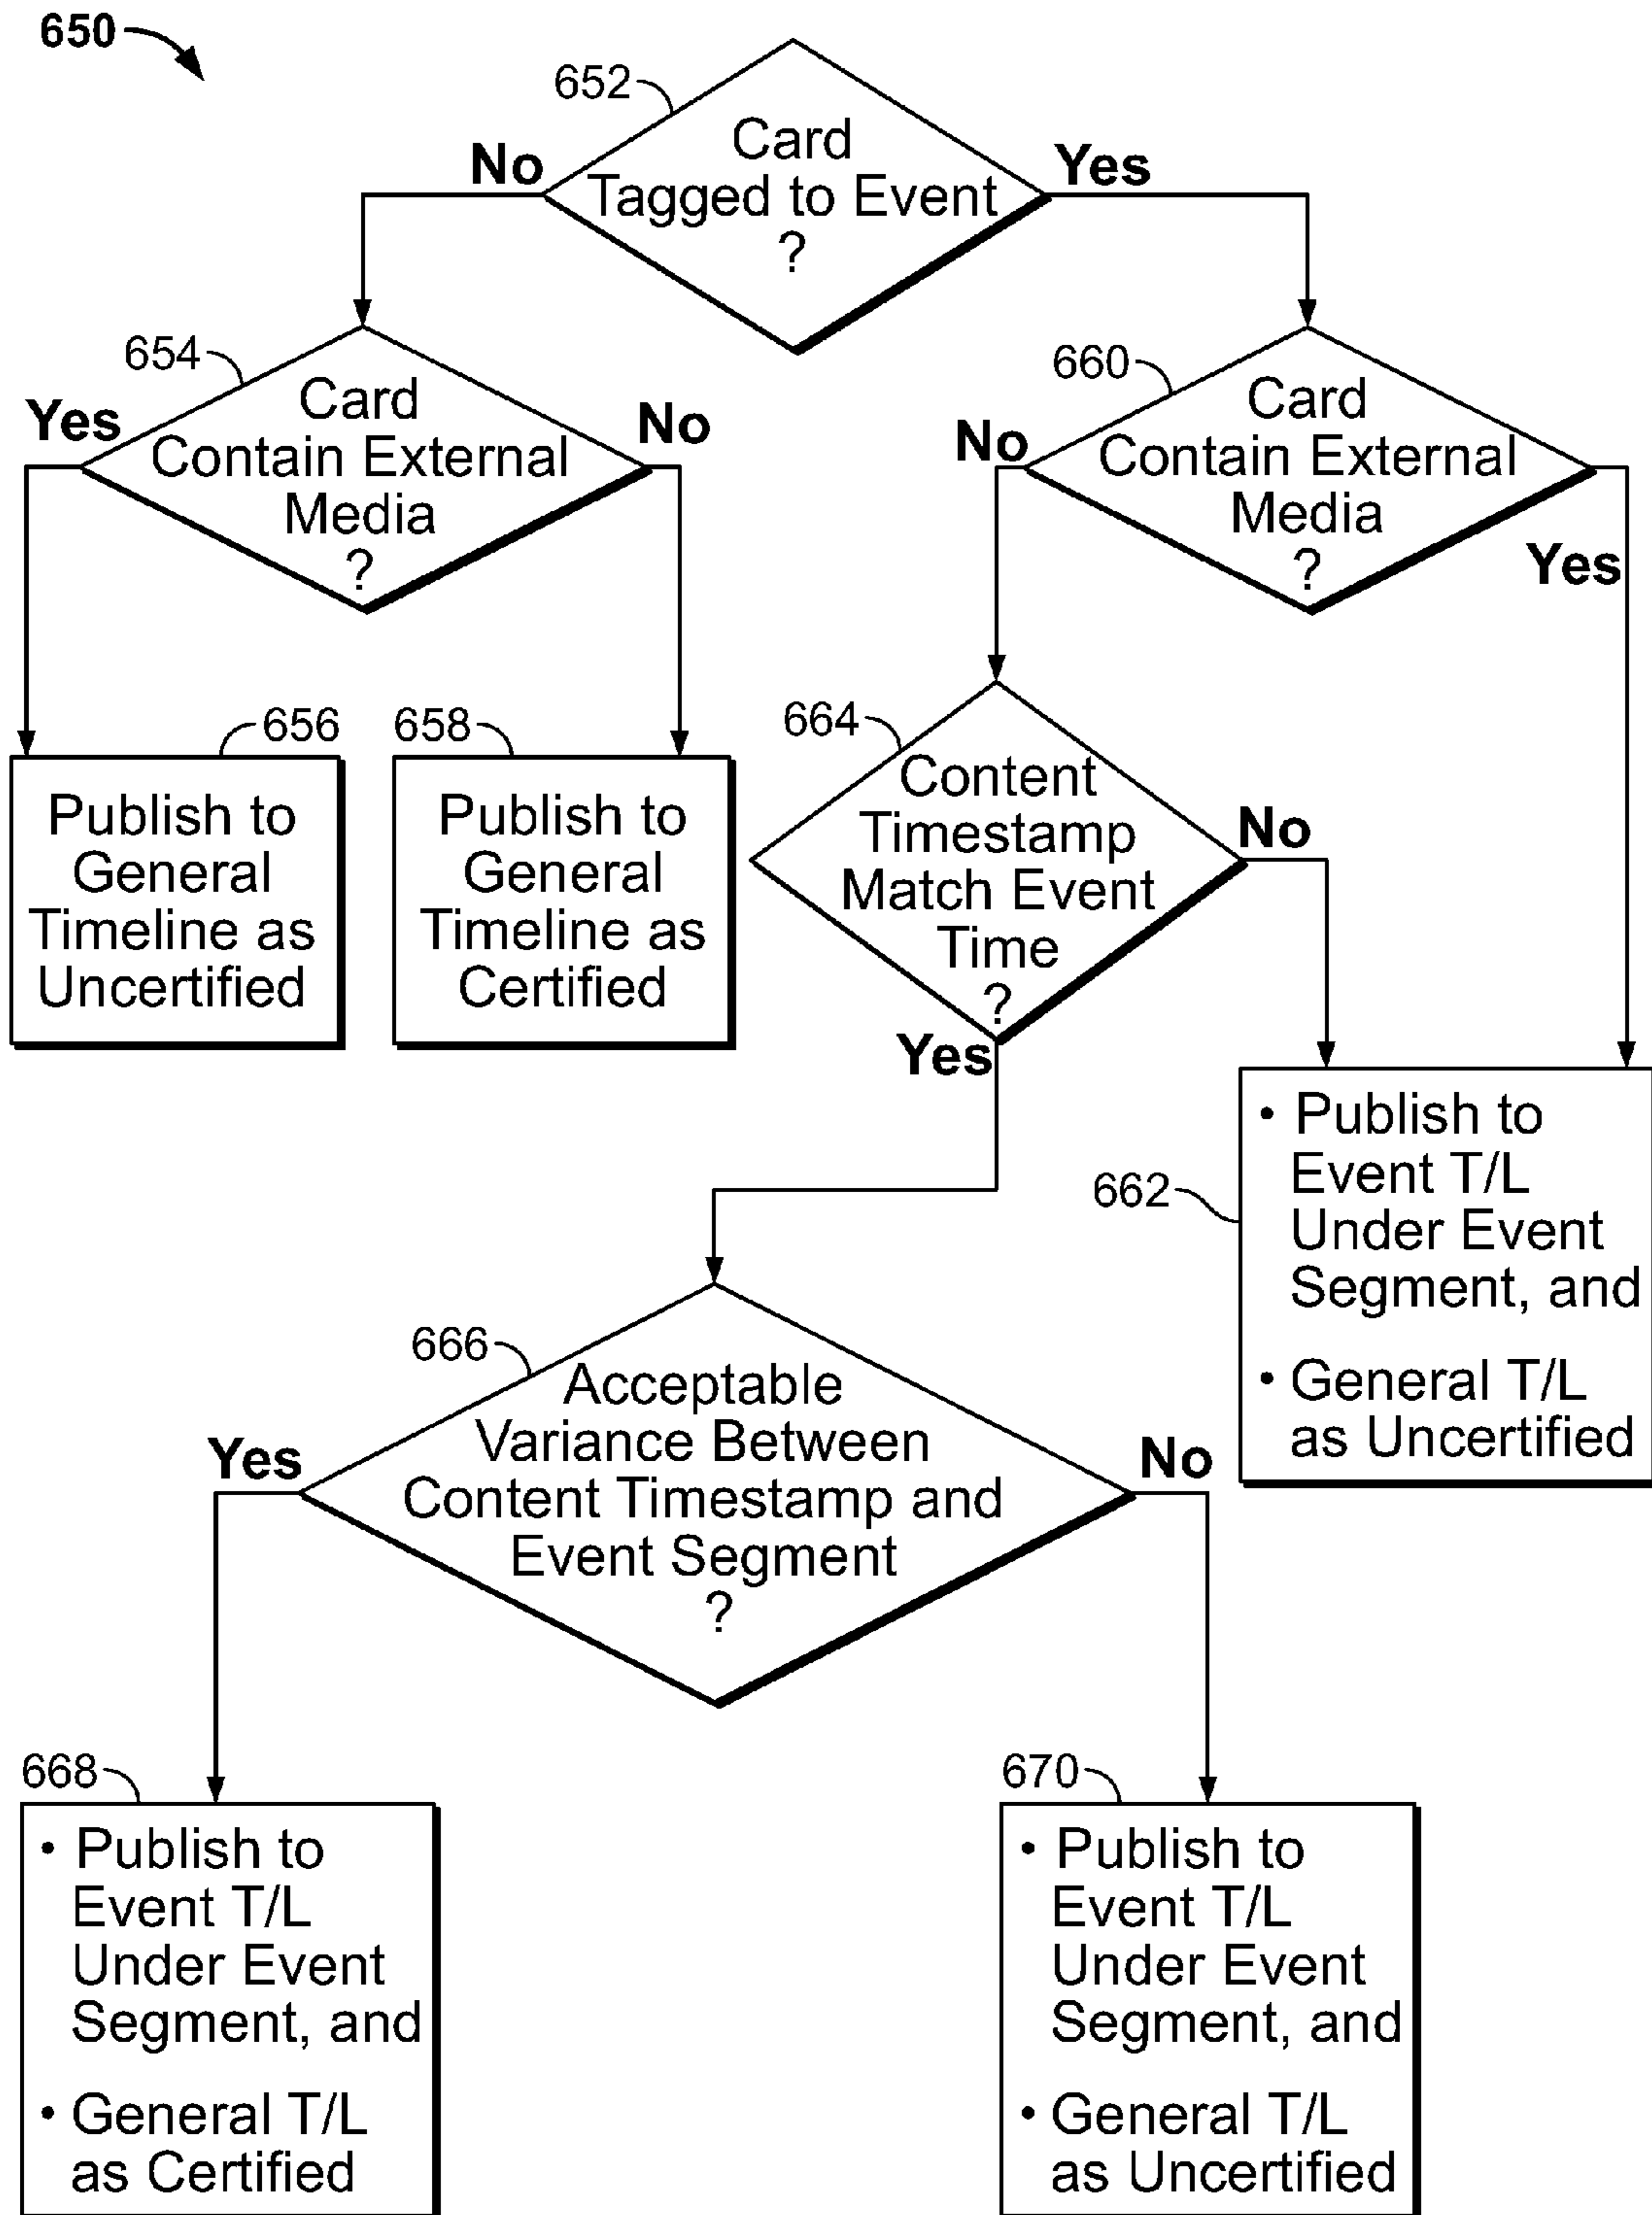 650
652
Card
Tagged to Event
?
No
Yes
654
Card
Contain External
Media
?
Yes
No
660
Card
Contain External
Media
?
No
Yes
656
Publish to
General
Timeline as
Uncertified
658
Publish to
General
Timeline as
Certified
664
Content
Timestamp
Match Event
Time
?
No
Yes
662
• Publish to
Event T/L
Under Event
Segment, and
• General T/L
as Uncertified
666
Acceptable
Variance Between
Content Timestamp and
Event Segment
?
Yes
No
668
• Publish to
Event T/L
Under Event
Segment, and
• General T/L
as Certified
670
• Publish to
Event T/L
Under Event
Segment, and
• General T/L
as Uncertified